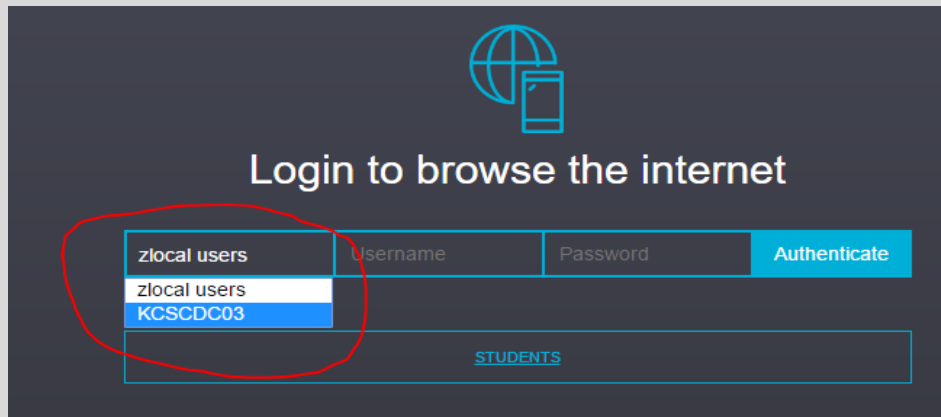 Login to browse the internet
zlocal users Username Password Authenticate
zlocal users
KCSCDC03
STUDENTS